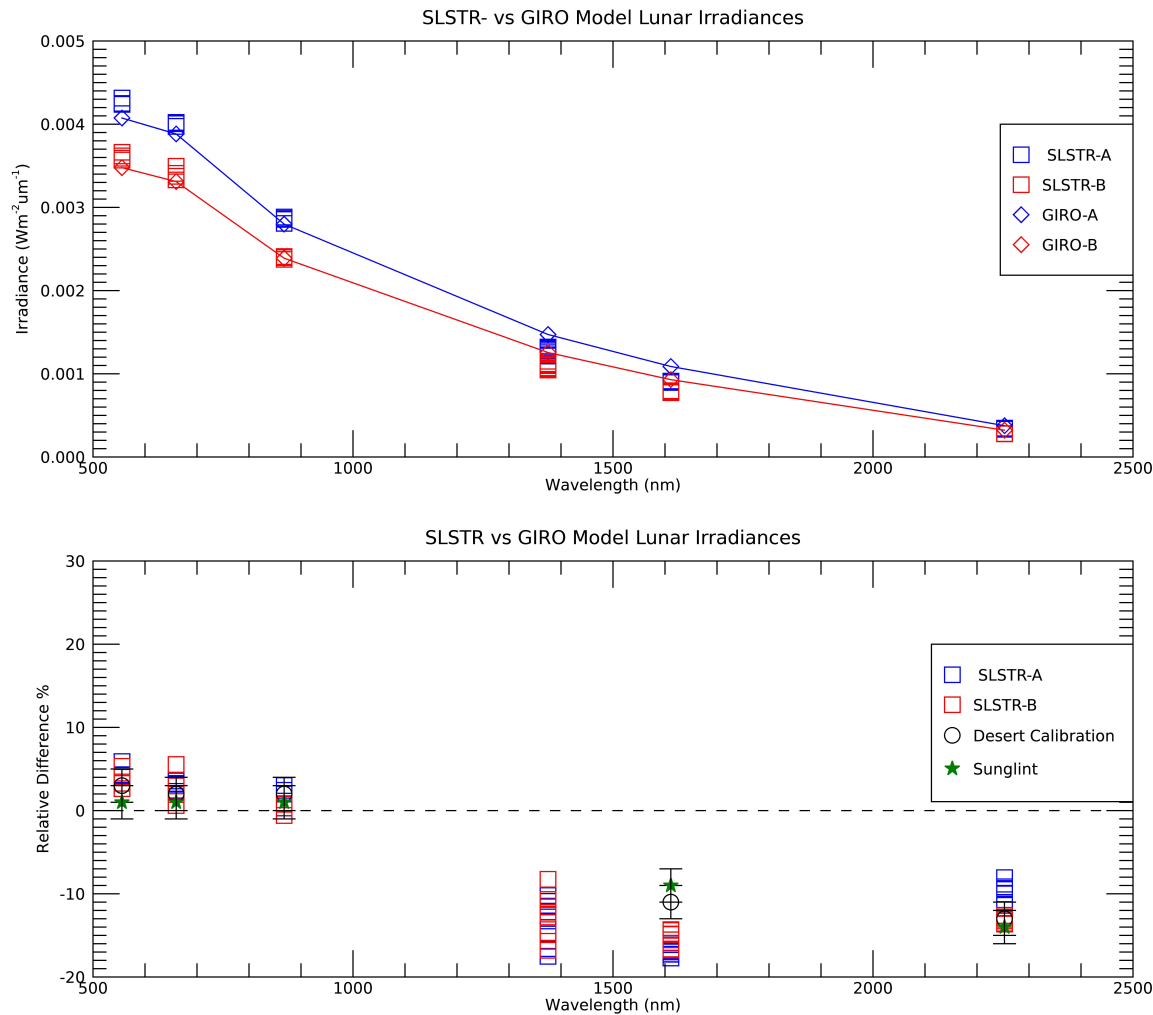 SLSTR- vs GIRO Model Lunar Irradiances
0.005
0.004
0.003
0.002
0.001
0.000
Irradiance (Wm-2um-1)
SLSTR-A
SLSTR-B
GIRO-A
GIRO-B
500 1000 1500 2000 2500
Wavelength (nm)
SLSTR vs GIRO Model Lunar Irradiances
30
20
10
0
-10
-20
Relative Difference %
SLSTR-A
SLSTR-B
Desert Calibration
Sunglint
500 1000 1500 2000 2500
Wavelength (nm)